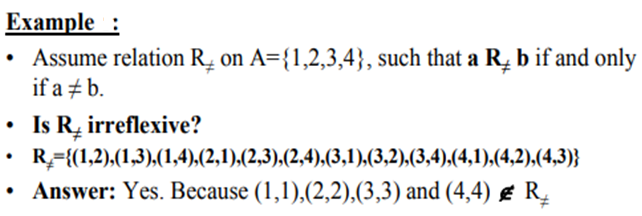 Example :
• Assume relation R≠ on A={1,2,3,4}, such that a R≠ b if and only
if a ≠ b.
• Is R≠ irreflexive?
• R≠={(1,2),(1,3),(1,4),(2,1),(2,3),(2,4),(3,1),(3,2),(3,4),(4,1),(4,2),(4,3)}
• Answer: Yes. Because (1,1),(2,2),(3,3) and (4,4) ∉ R≠